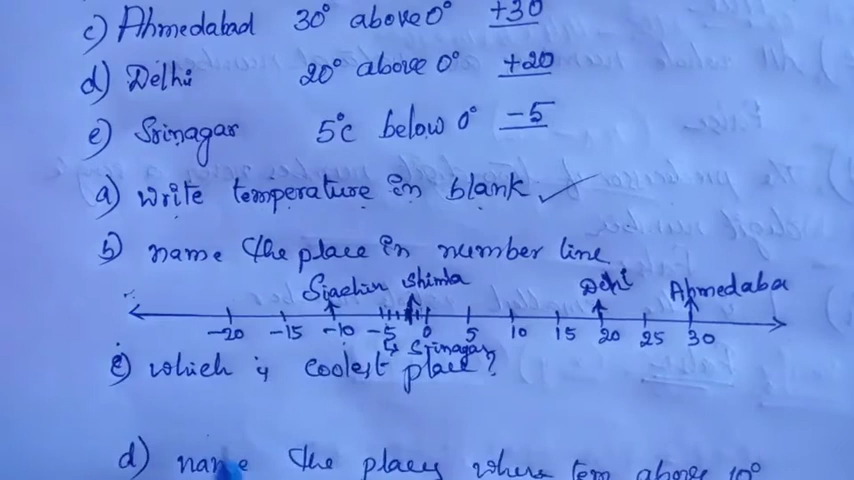 c) Ahmedabad 30° above 0° +30
d) Delhi 20° above 0° +20
e) Srinagar 5°c below 0° -5
a) write temperature in blank ✓
b) name the place in number line
Siachin Shimla Delhi Ahmedaba
-20 -15 -10 -5 0 5 10 15 20 25 30
Srinagar
c) which is coolest place?
d) name the places where tem above 10°